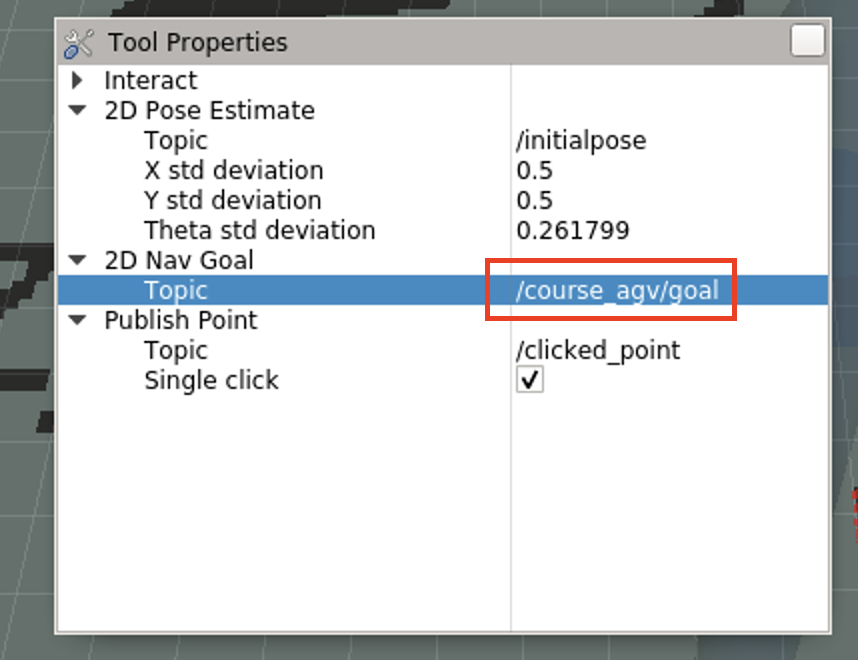 Tool Properties
Interact
2D Pose Estimate
Topic /initialpose
X std deviation 0.5
Y std deviation 0.5
Theta std deviation 0.261799
2D Nav Goal
Topic /course_agv/goal
Publish Point
Topic /clicked_point
Single click